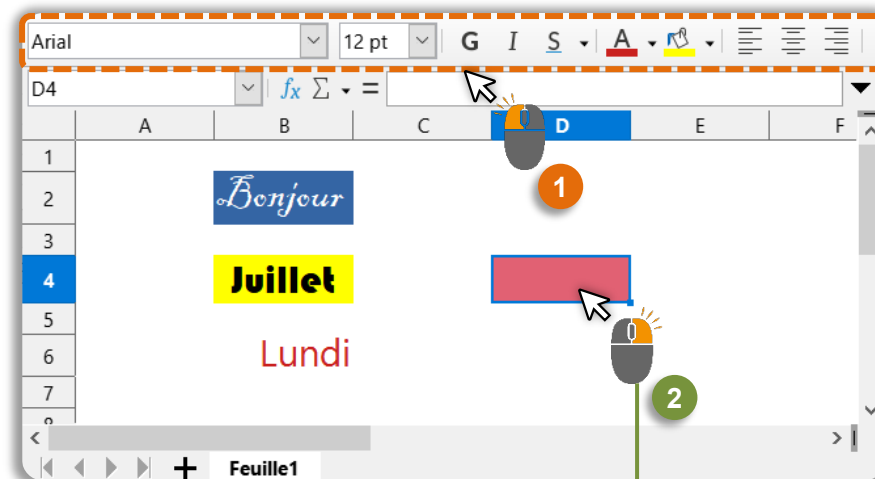 Arial 12 pt G I S A
D4 fx Σ =
A B C D E F
1
1
2 Bonjour
3
4 Juillet
5
6 Lundi
7
2
Feuille1